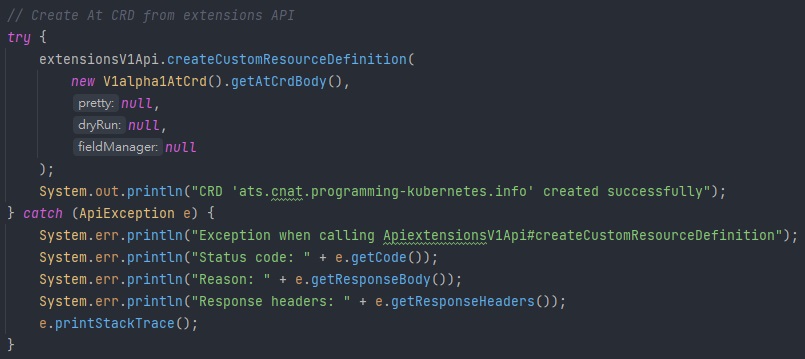 // Create At CRD from extensions API
try {
extensionsV1Api.createCustomResourceDefinition(
new V1alpha1AtCrd().getAtCrdBody(),
pretty: null,
dryRun: null,
fieldManager: null
);
System.out.println("CRD 'ats.cnat.programming-kubernetes.info' created successfully");
} catch (ApiException e) {
System.err.println("Exception when calling ApiextensionsV1Api#createCustomResourceDefinition");
System.err.println("Status code: " + e.getCode());
System.err.println("Reason: " + e.getResponseBody());
System.err.println("Response headers: " + e.getResponseHeaders());
e.printStackTrace();
}